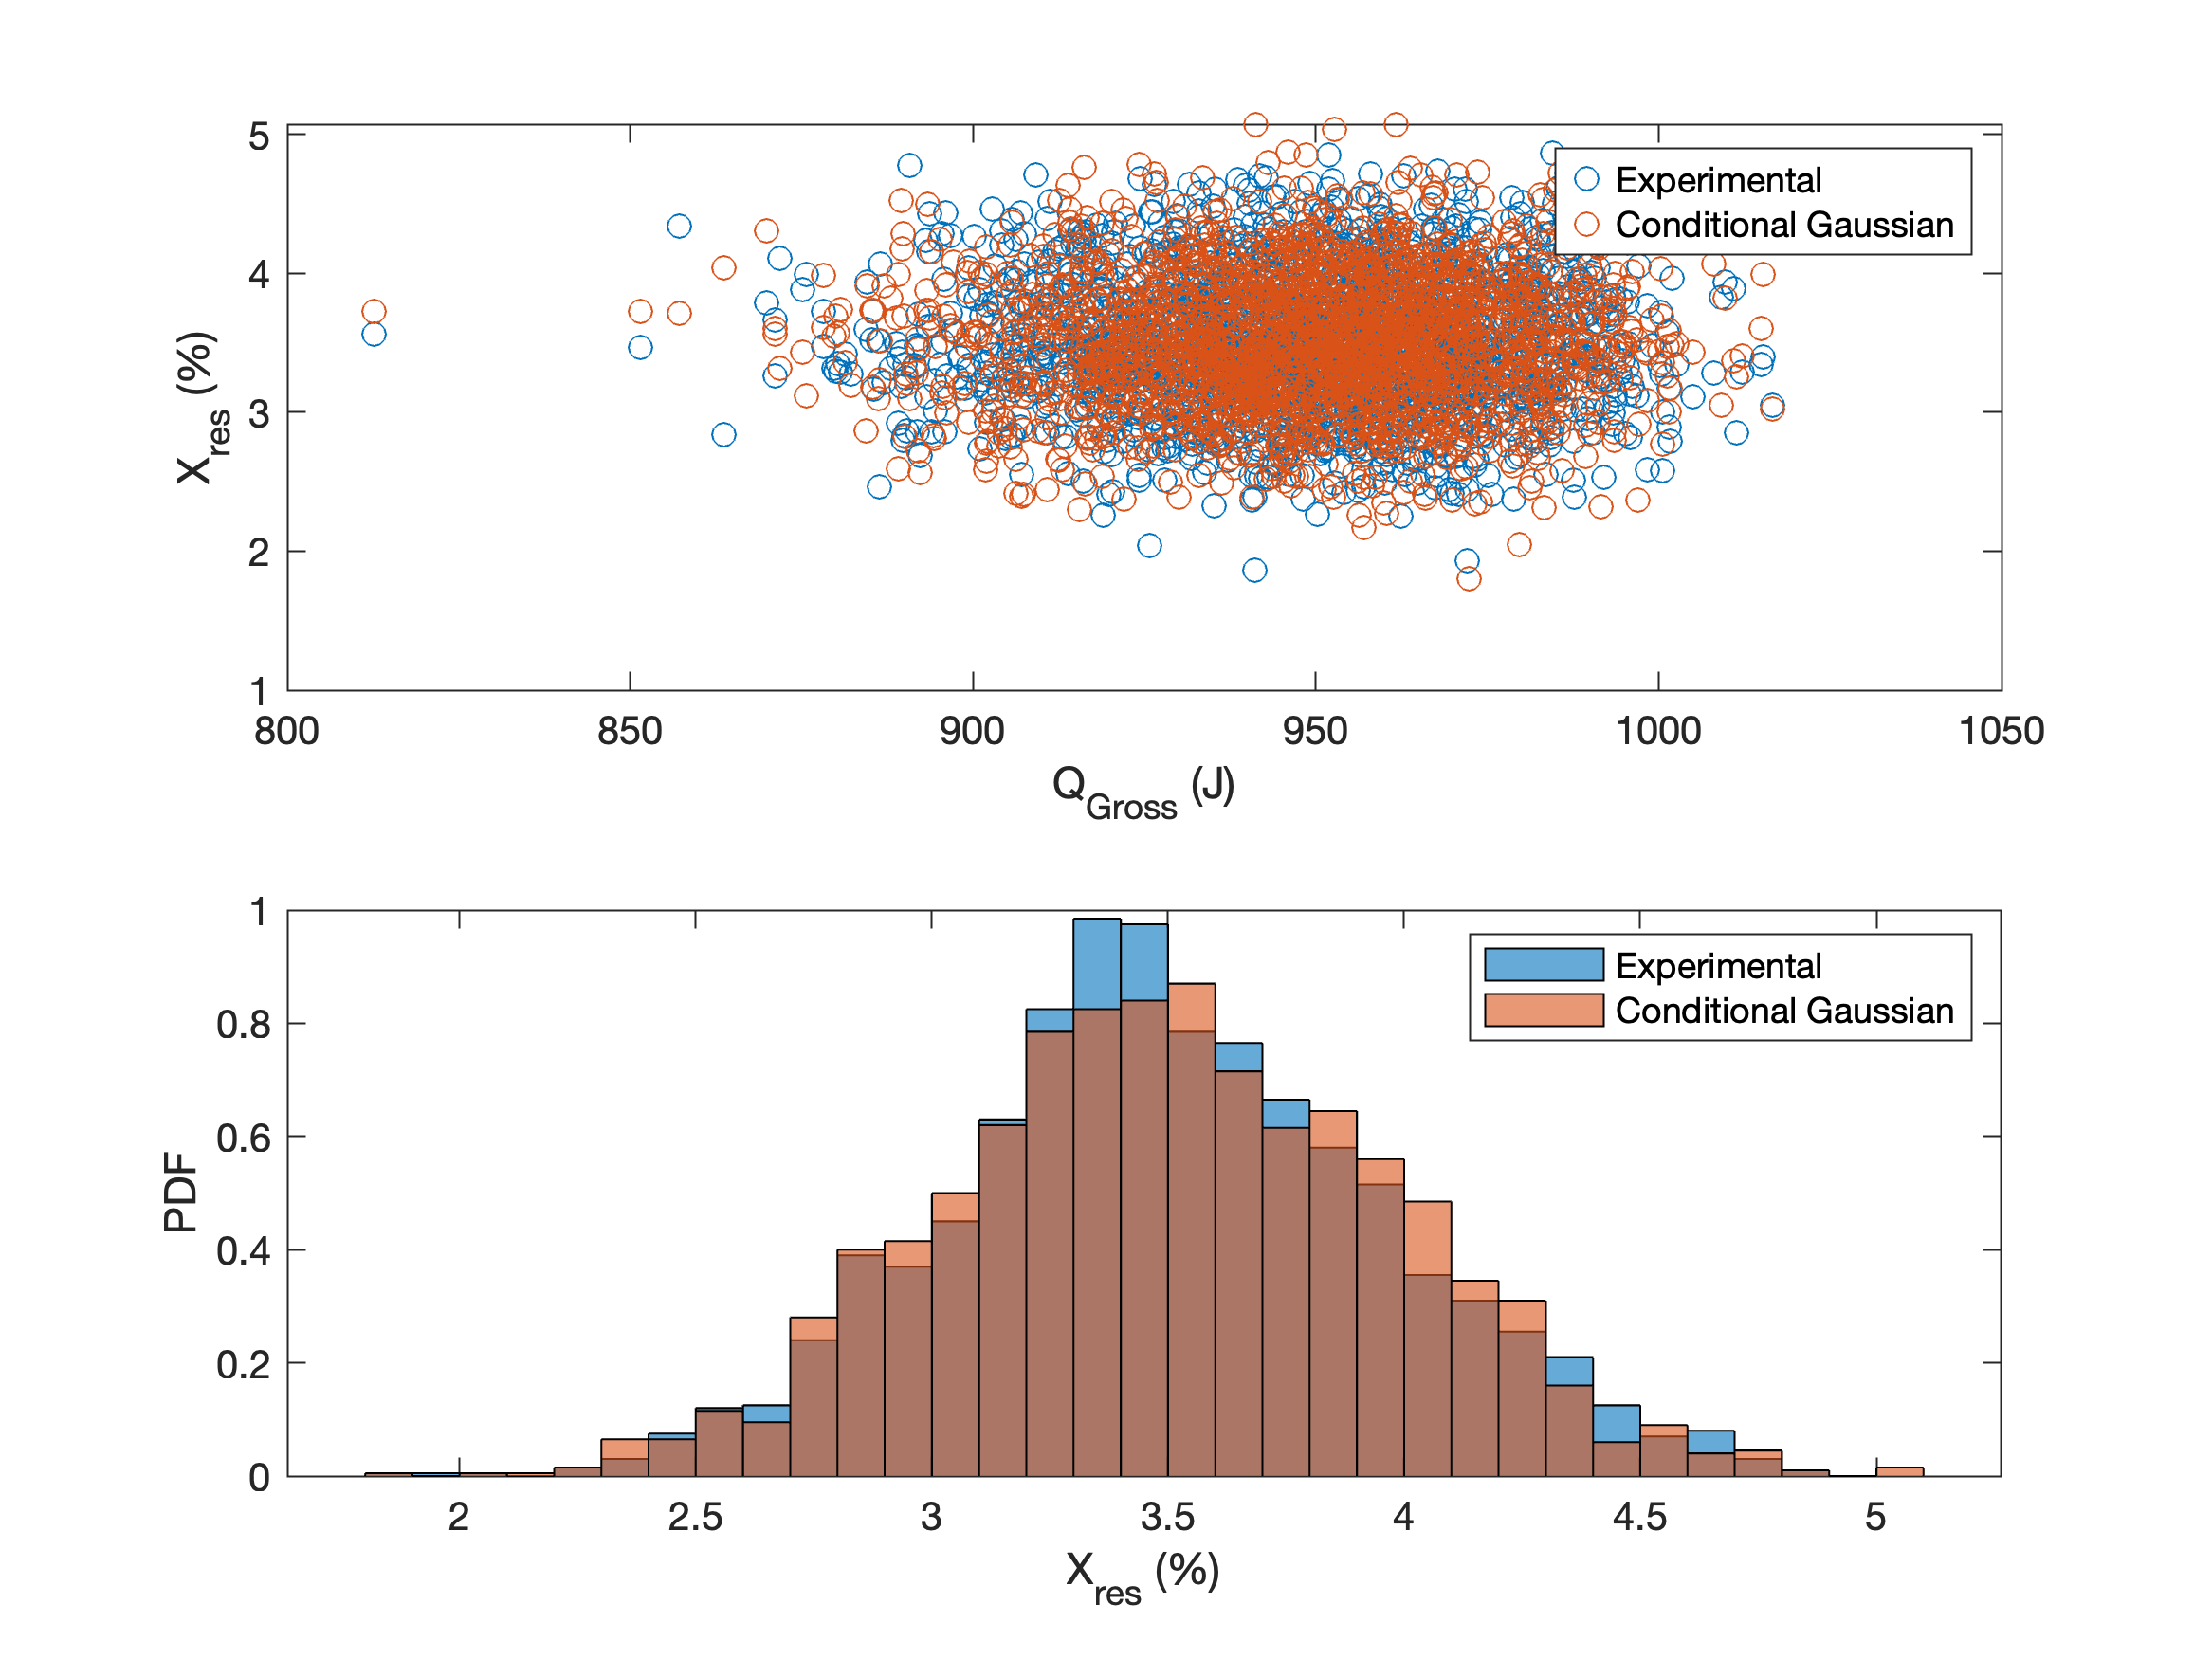 5
4
3
2
1
X_res (%)
800 850 900 950 1000 1050
Q_Gross (J)
Experimental
Conditional Gaussian
1
0.8
0.6
0.4
0.2
0
PDF
2 2.5 3 3.5 4 4.5 5
X_res (%)
Experimental
Conditional Gaussian